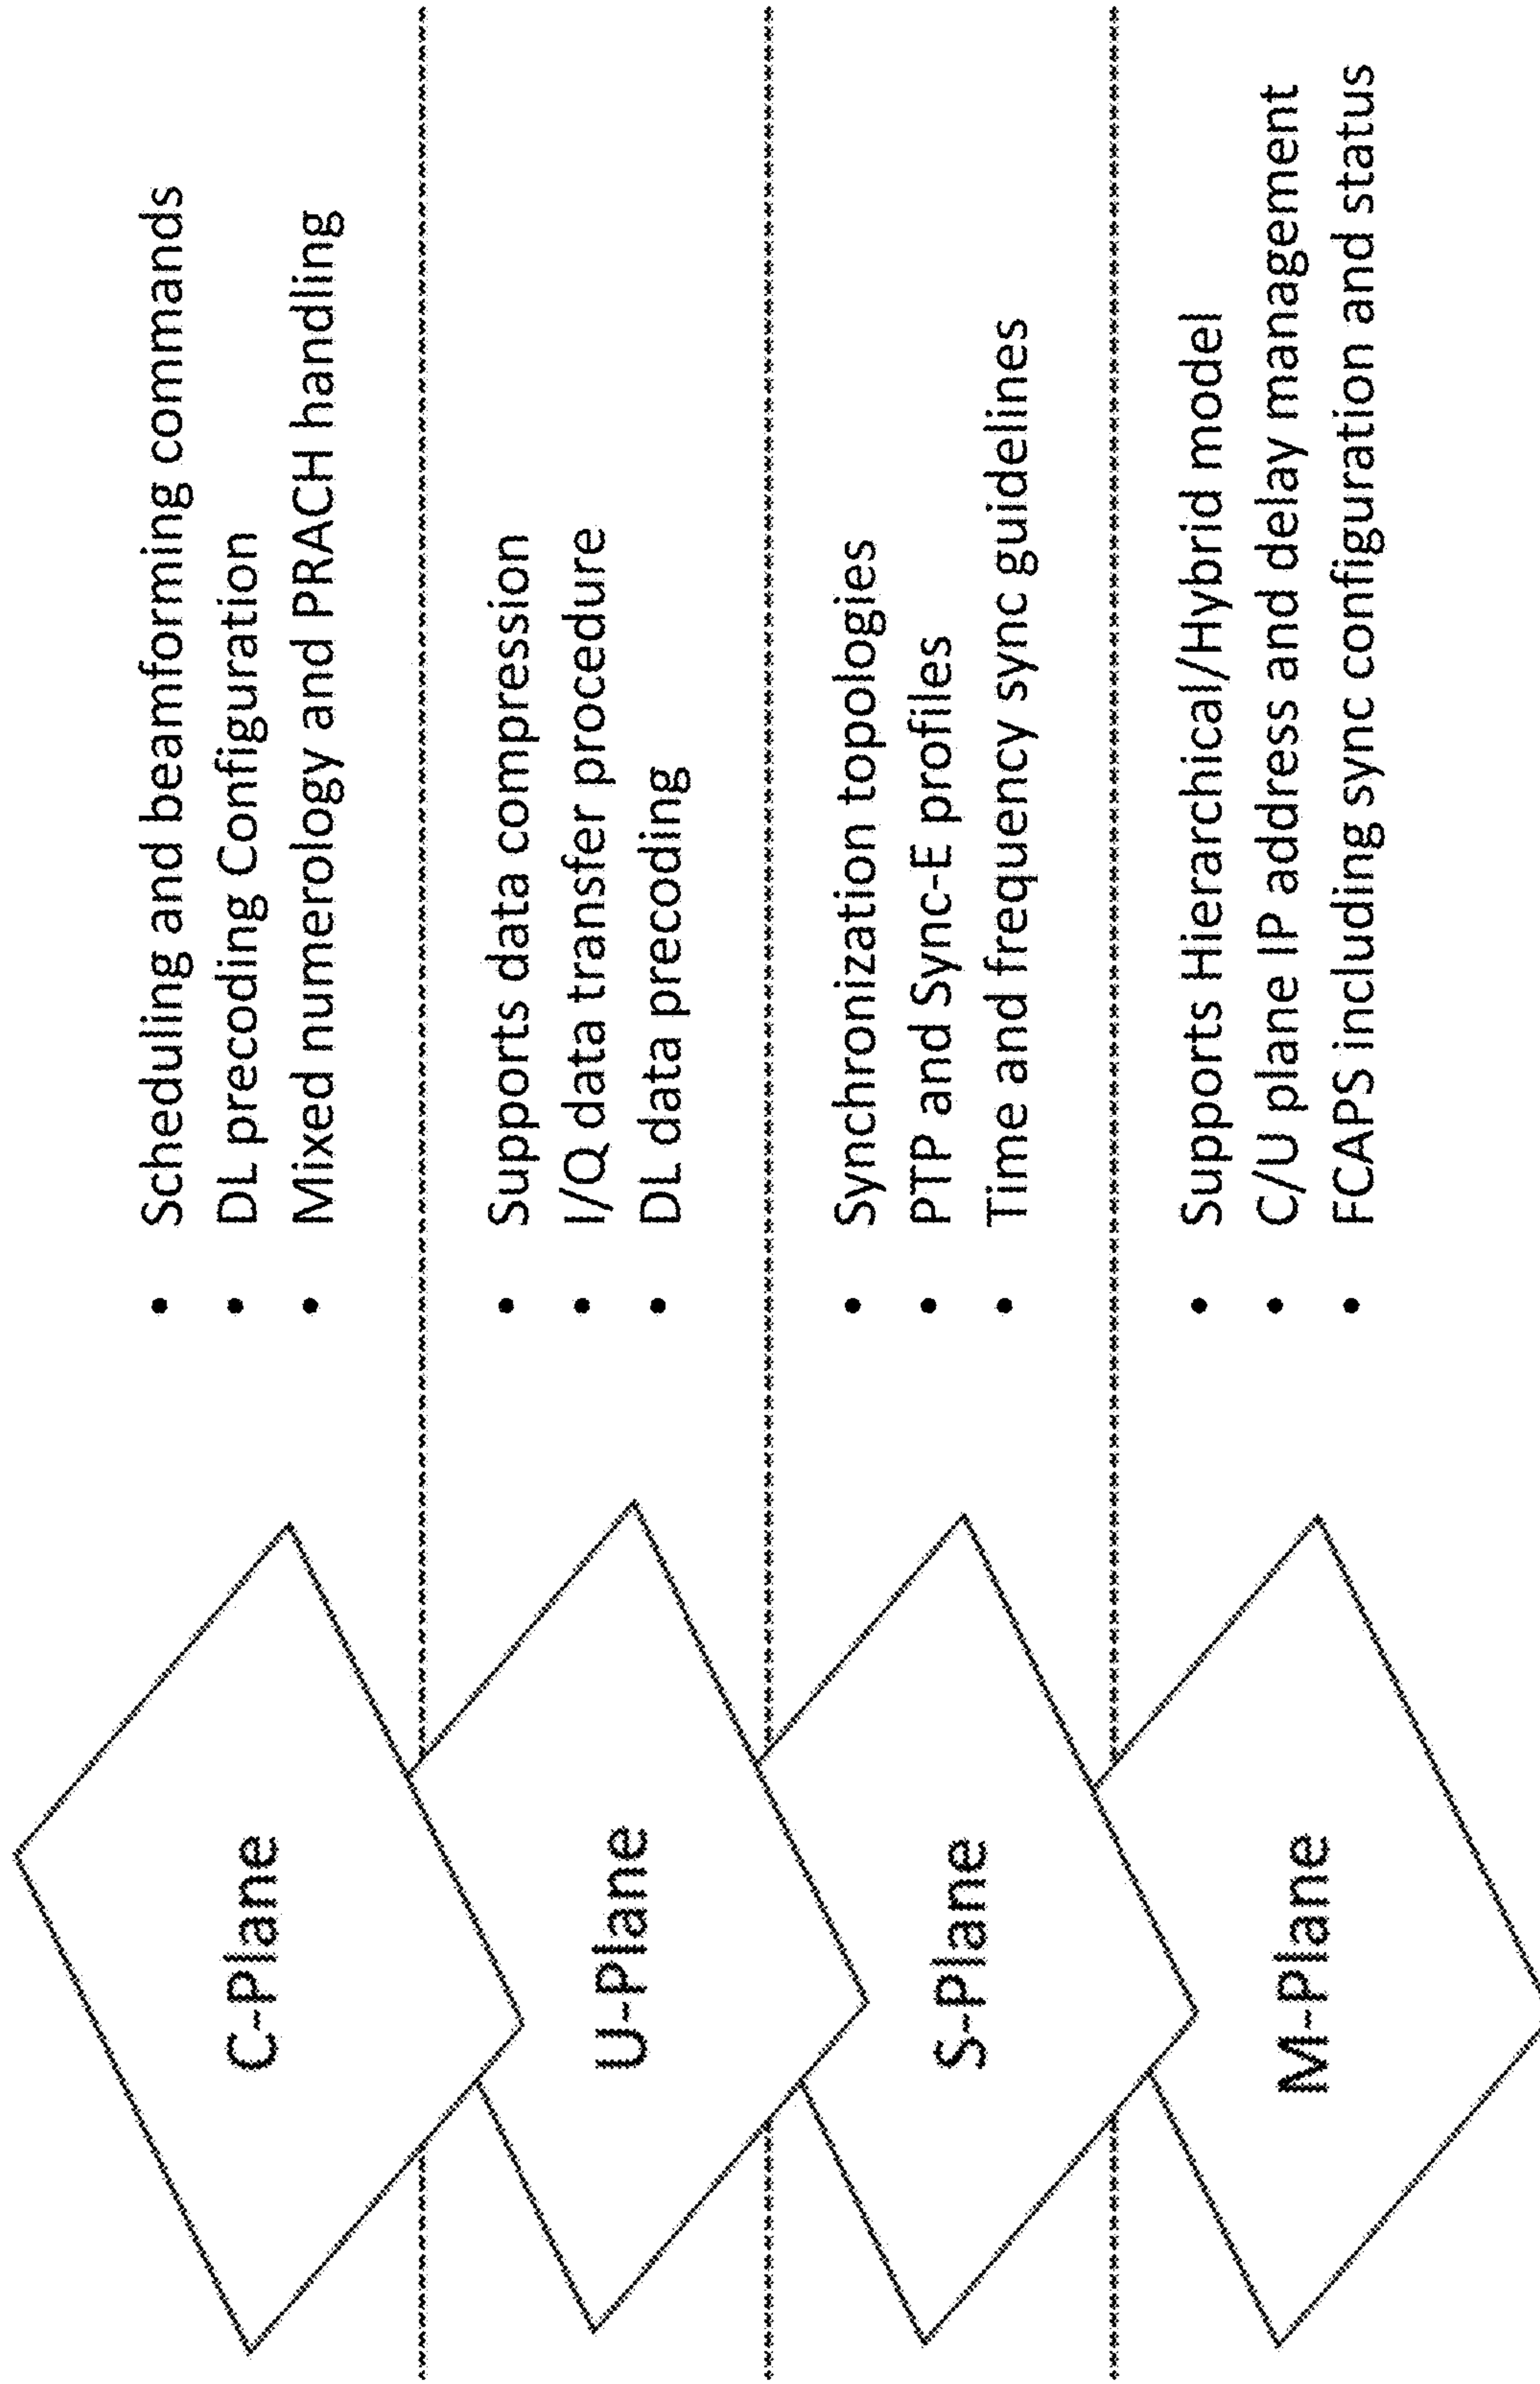 C-Plane
• Scheduling and beamforming commands
• DL precoding Configuration
• Mixed numerology and PRACH handling
U-Plane
• Supports data compression
• I/Q data transfer procedure
• DL data precoding
S-Plane
• Synchronization topologies
• PTP and Sync-E profiles
• Time and frequency sync guidelines
M-Plane
• Supports Hierarchical/Hybrid model
• C/U plane IP address and delay management
• FCAPS including sync configuration and status